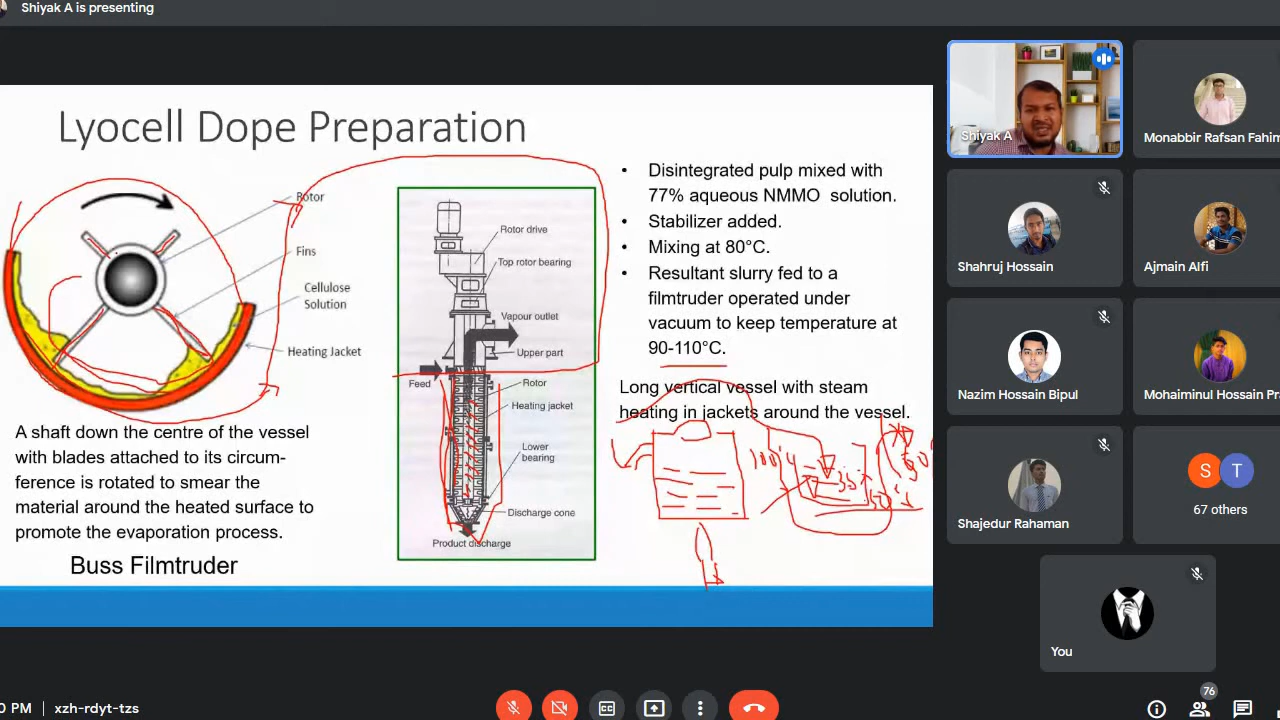 Shiyak A is presenting
Lyocell Dope Preparation
Rotor
Fins
Cellulose
Solution
Heating Jacket
A shaft down the centre of the vessel
with blades attached to its circum-
ference is rotated to smear the
material around the heated surface to
promote the evaporation process.
Buss Filmtruder
Rotor drive
Top rotor bearing
Vapour outlet
Upper part
Feed
Rotor
Heating jacket
Lower
bearing
Discharge cone
Product discharge
• Disintegrated pulp mixed with
77% aqueous NMMO solution.
• Stabilizer added.
• Mixing at 80°C.
• Resultant slurry fed to a
filmtruder operated under
vacuum to keep temperature at
90-110°C.
Long vertical vessel with steam
heating in jackets around the vessel.
Shiyak A
Monabbir Rafsan Fahim
Shahruj Hossain
Ajmain Alfi
Nazim Hossain Bipul
Mohaiminul Hossain Pr
Shajedur Rahaman
S T
67 others
You
PM | xzh-rdyt-tzs
CC
76